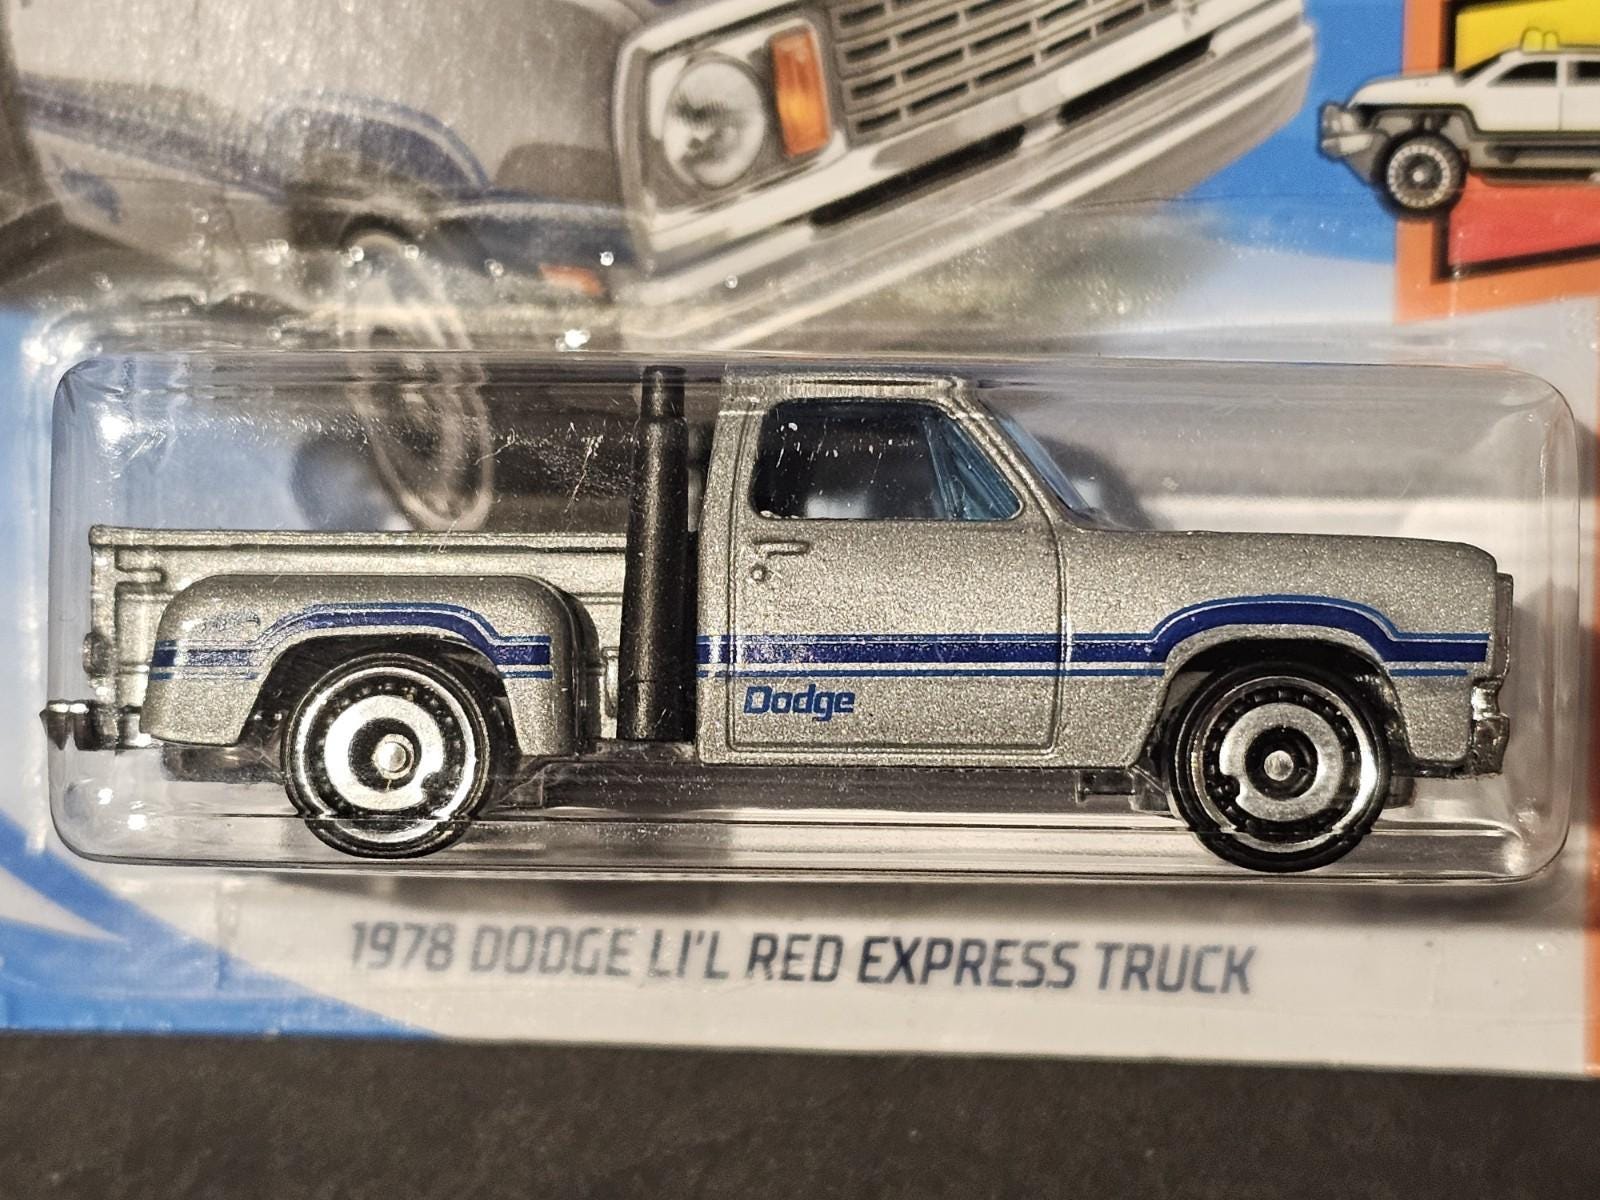 Dodge
1978 DODGE LI'L RED EXPRESS TRUCK